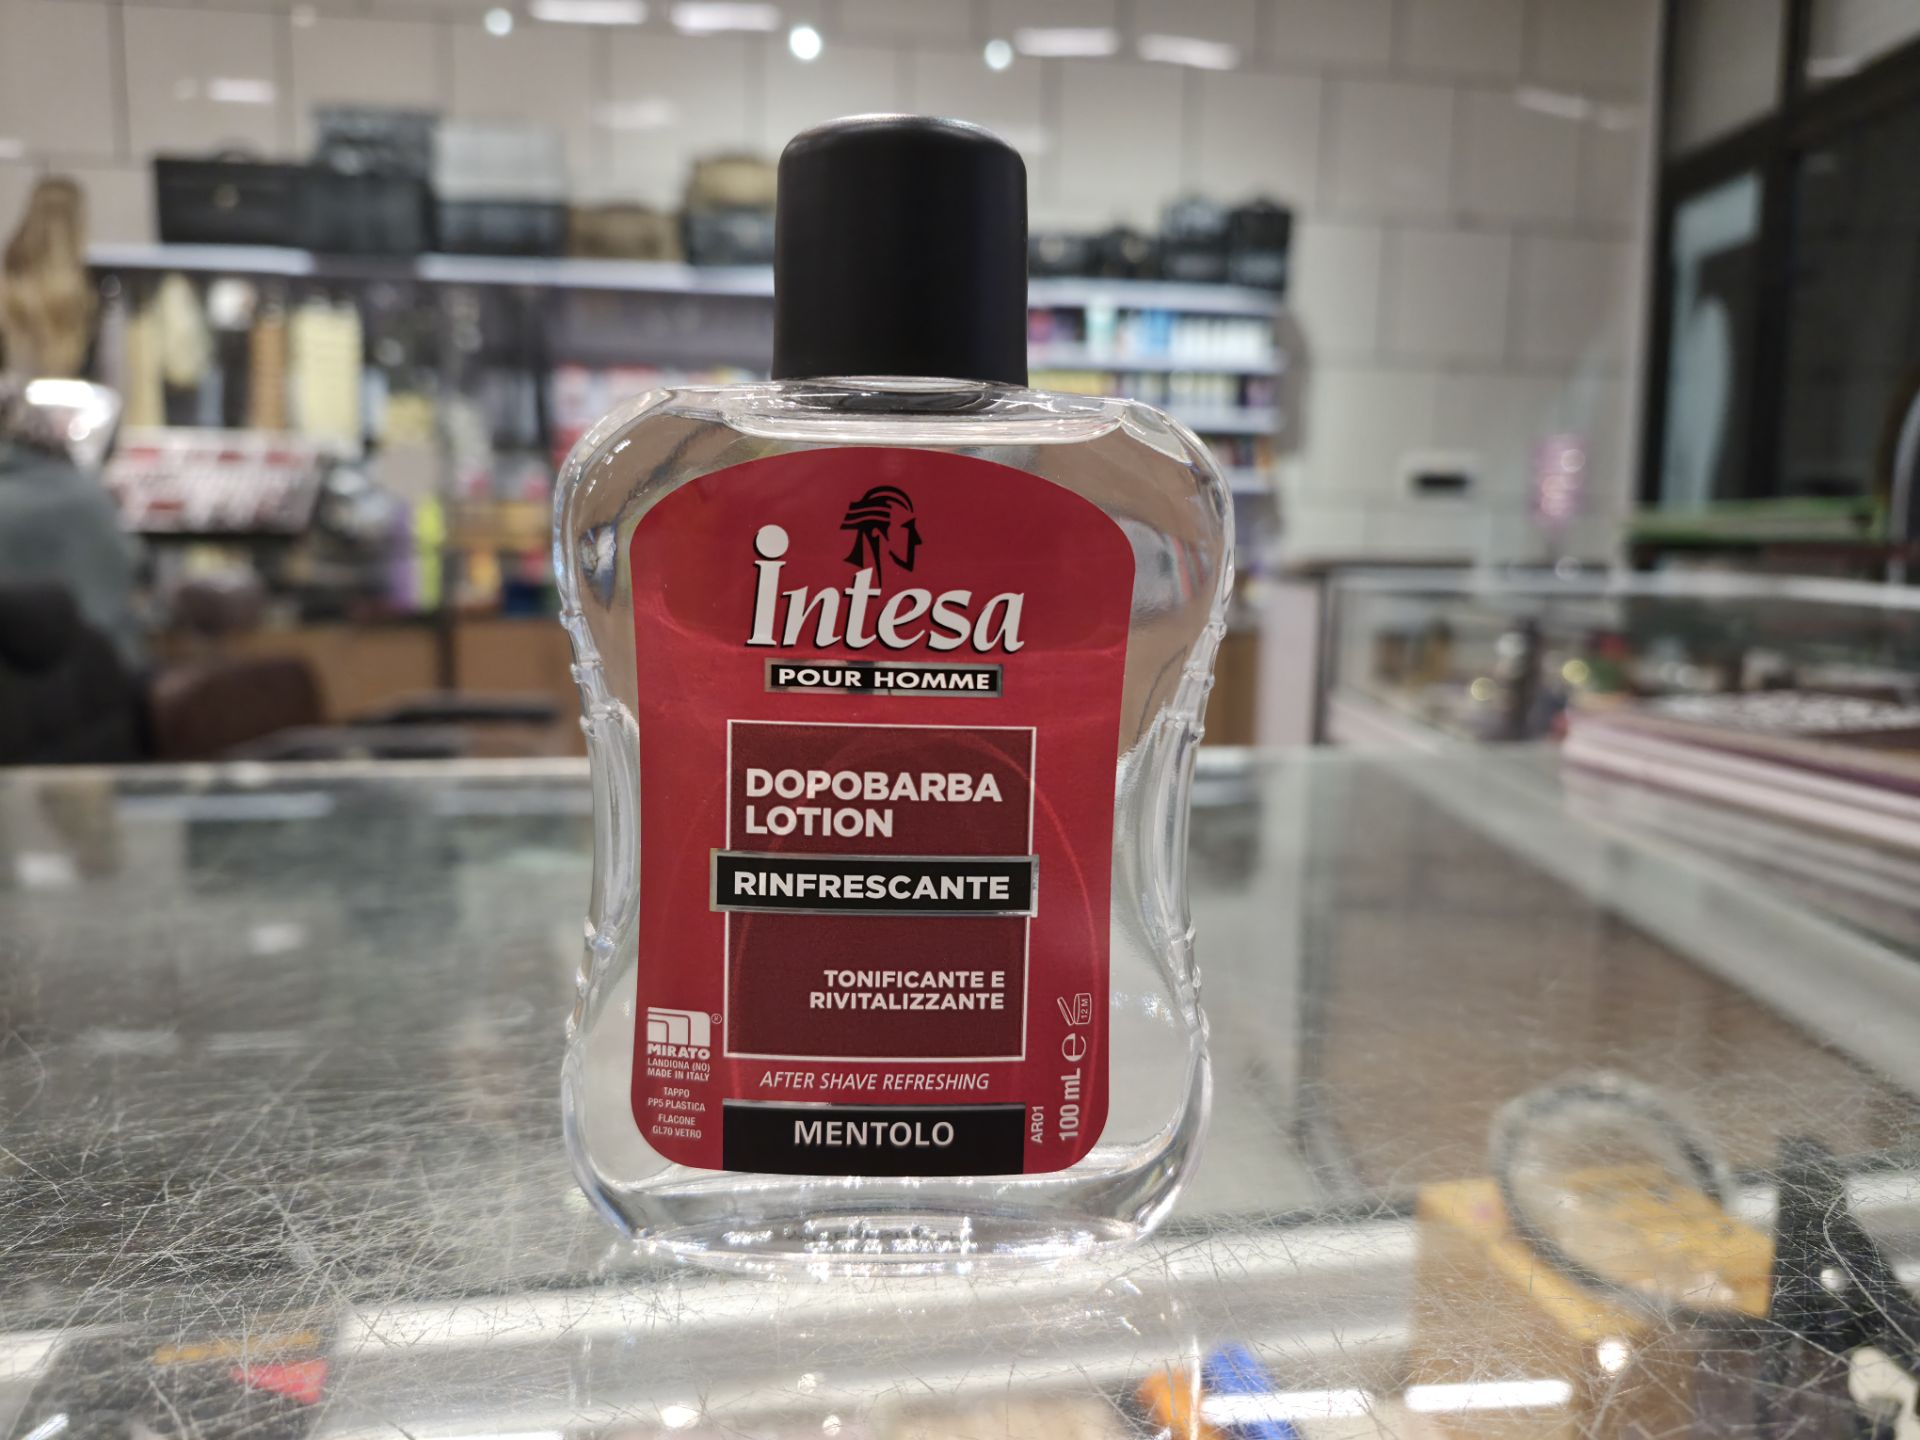 intesa
POUR HOMME
DOPOBARBA
LOTION
RINFRESCANTE
TONIFICANTE E
RIVITALIZZANTE
MIRATO®
LANDIONA (NO)
MADE IN ITALY
TAPPO
PP5 PLASTICA
FLACONE
GL70 VETRO
AFTER SHAVE REFRESHING
MENTOLO
AR01
100 mL e
12 M